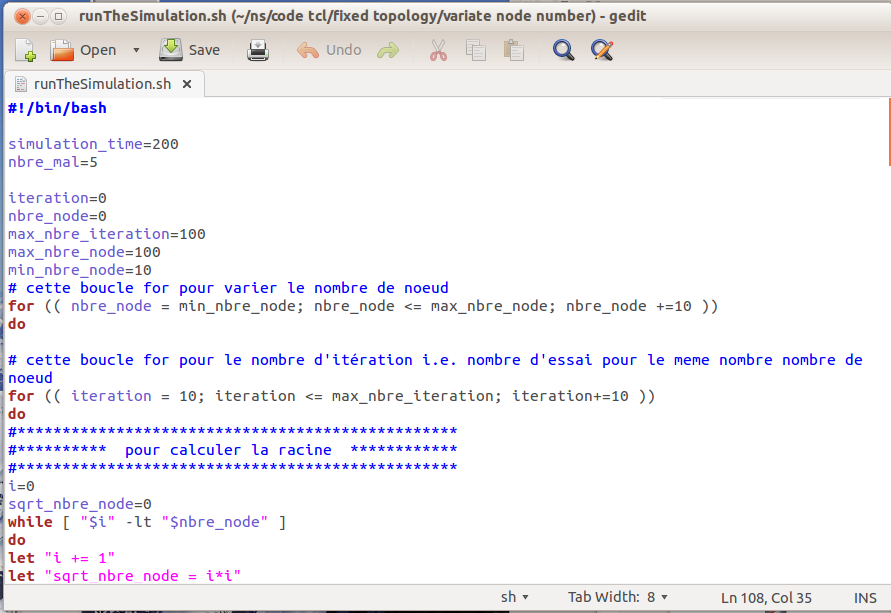 runTheSimulation.sh (~/ns/code tcl/fixed topology/variate node number) - gedit
Open Save Undo
runTheSimulation.sh
#!/bin/bash
simulation_time=200
nbre_mal=5
iteration=0
nbre_node=0
max_nbre_iteration=100
max_nbre_node=100
min_nbre_node=10
# cette boucle for pour varier le nombre de noeud
for (( nbre_node = min_nbre_node; nbre_node <= max_nbre_node; nbre_node +=10 ))
do
# cette boucle for pour le nombre d'itération i.e. nombre d'essai pour le meme nombre nombre de
noeud
for (( iteration = 10; iteration <= max_nbre_iteration; iteration+=10 ))
do
#*************************************************
#********** pour calculer la racine ************
#*************************************************
i=0
sqrt_nbre_node=0
while [ "$i" -lt "$nbre_node" ]
do
let "i += 1"
let "sqrt_nbre_node = i*i"
sh Tab Width: 8 Ln 108, Col 35 INS